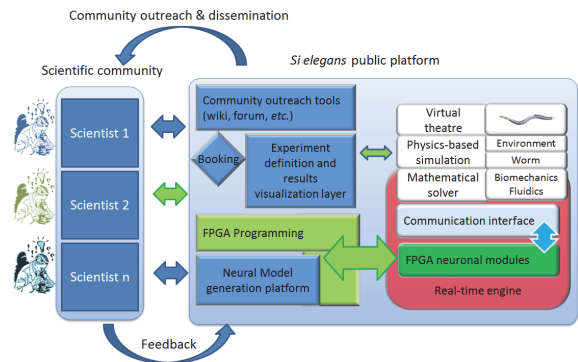 Community outreach & dissemination
Scientific community
Si elegans public platform
Scientist 1
Scientist 2
Scientist n
Community outreach tools
(wiki, forum, etc.)
Booking
Experiment
definition and
results
visualization layer
FPGA Programming
Neural Model
generation platform
Virtual
theatre
Physics-based
simulation
Environment
Worm
Mathematical
solver
Biomechanics
Fluidics
Communication interface
FPGA neuronal modules
Real-time engine
Feedback